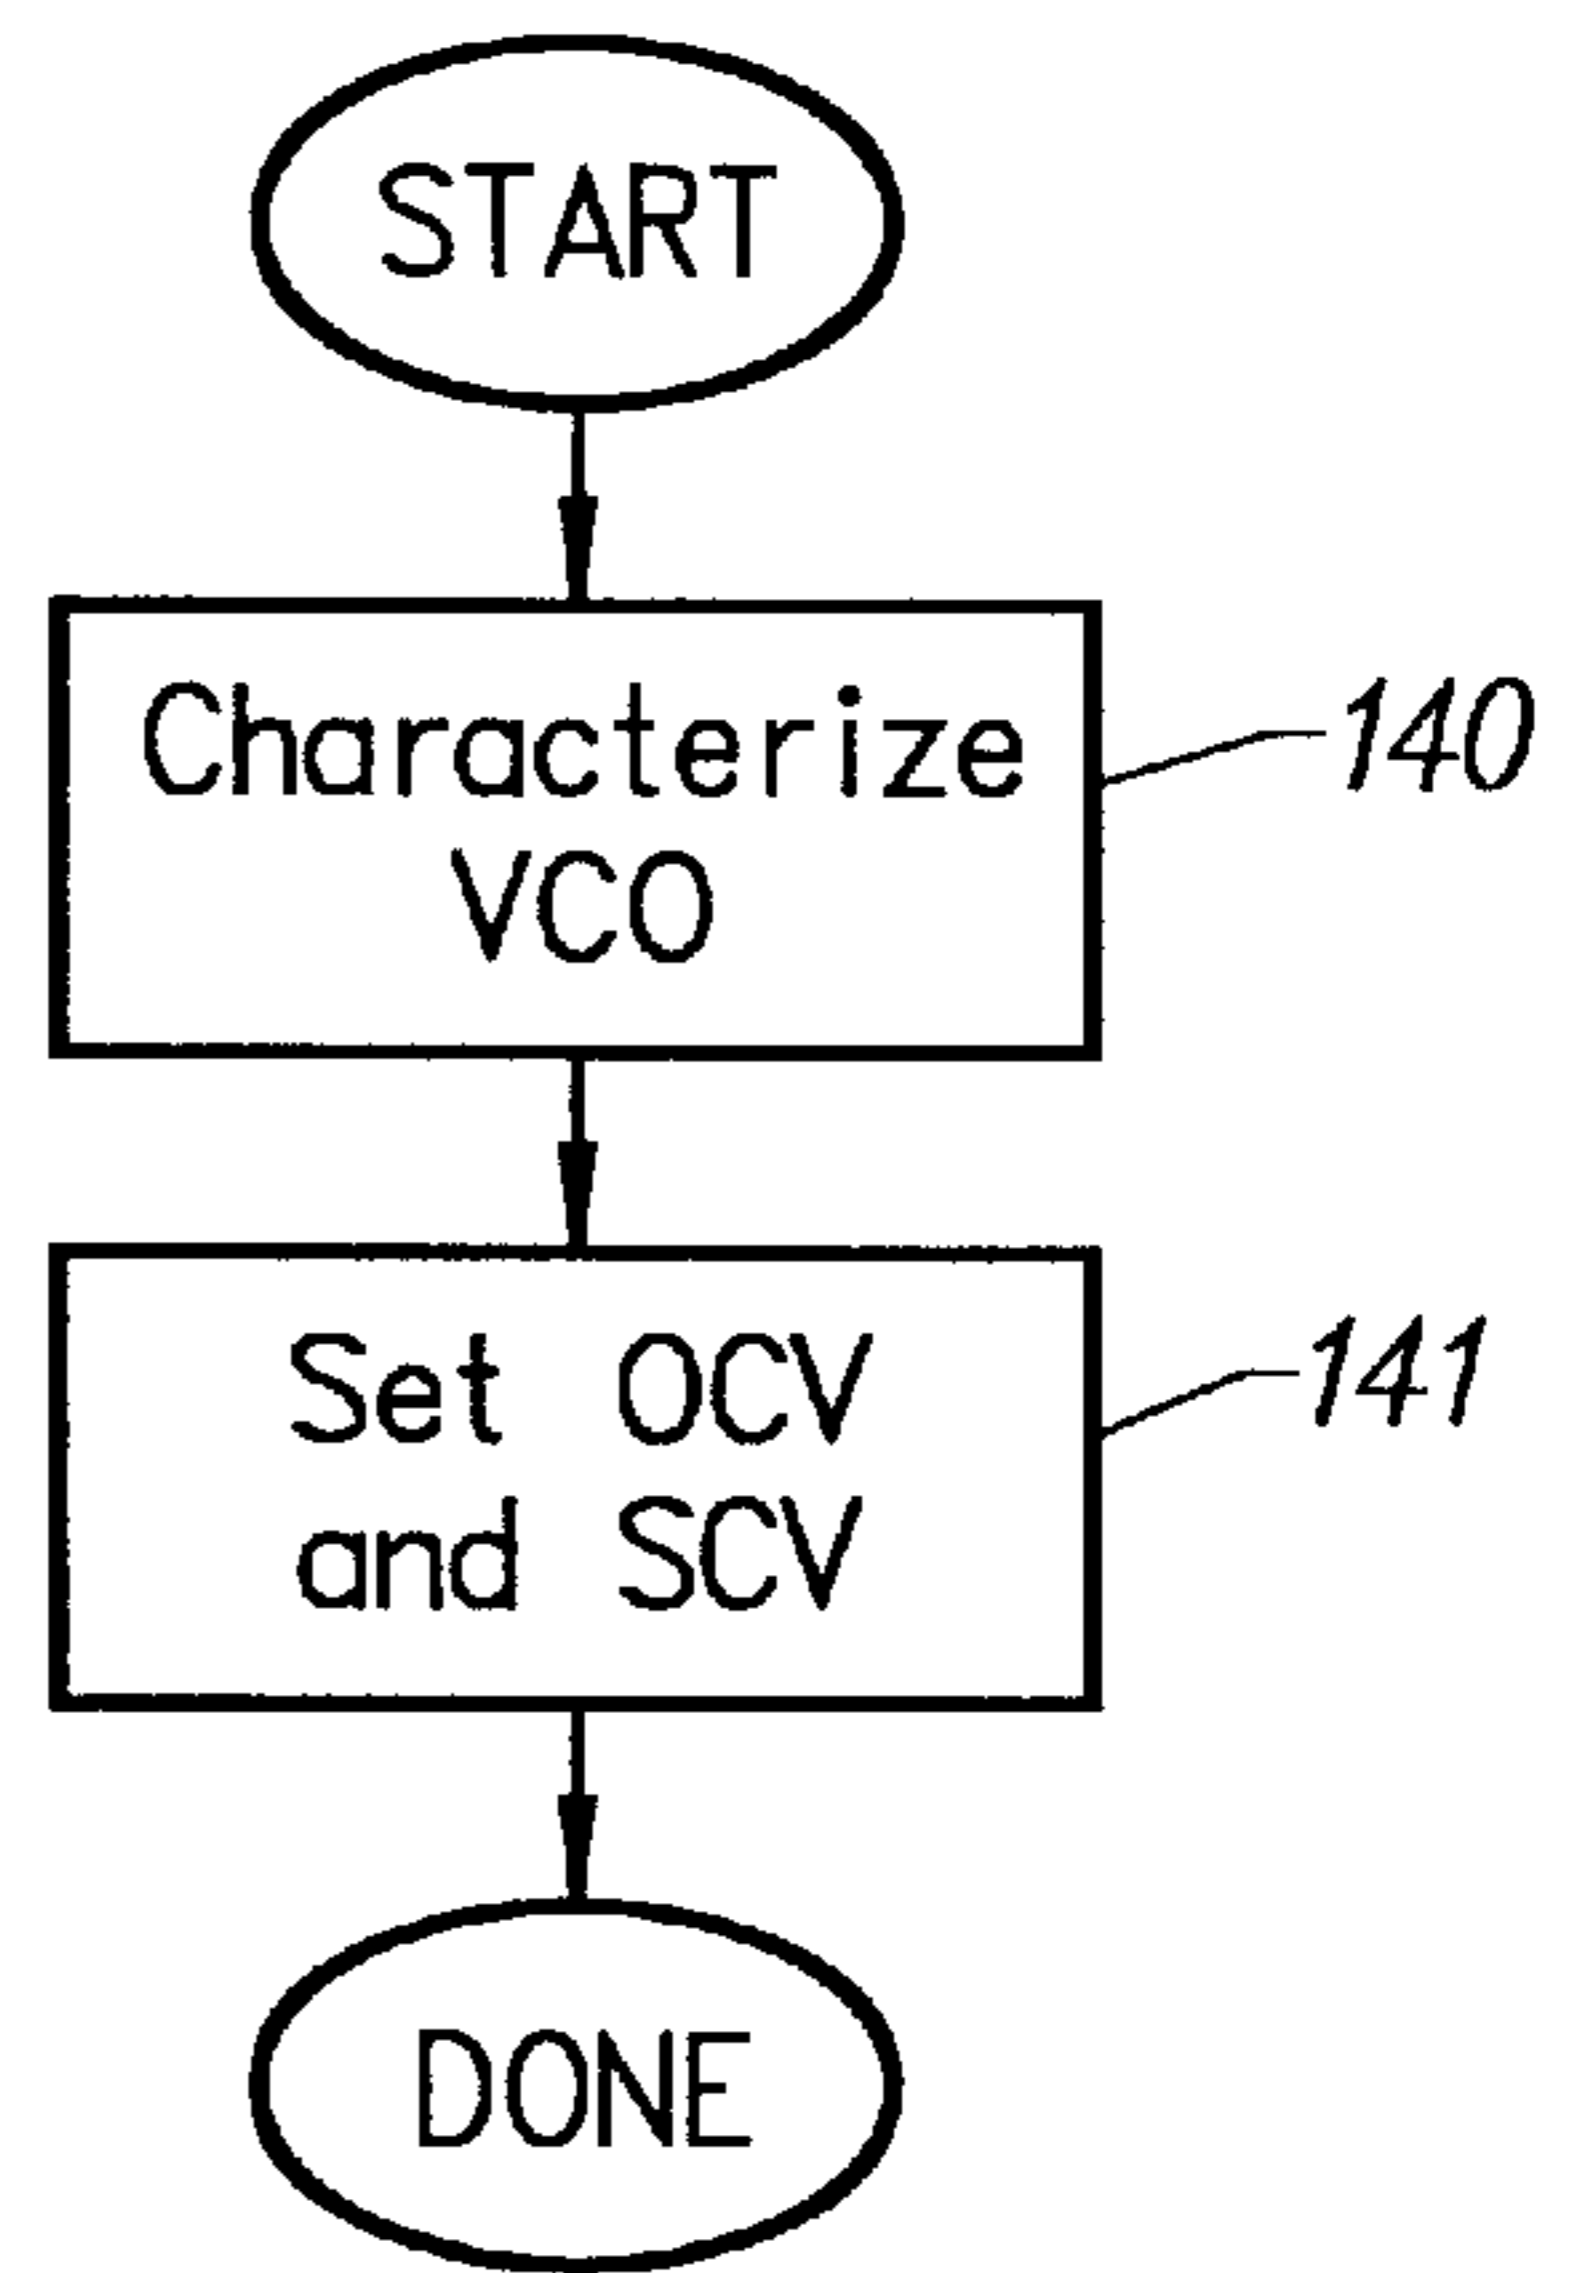 START
Characterize
VCO
140
Set OCV
and SCV
141
DONE